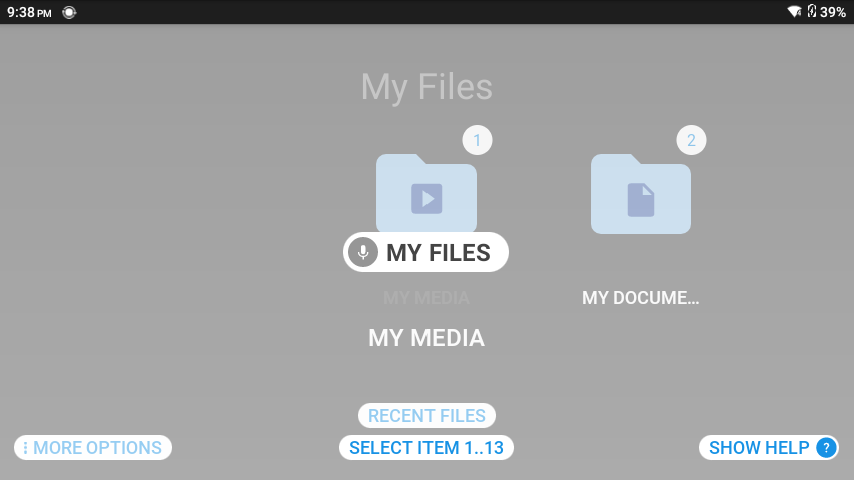 9:38 PM
39%
My Files
1
2
MY FILES
MY MEDIA
MY DOCUME...
MY MEDIA
RECENT FILES
MORE OPTIONS
SELECT ITEM 1..13
SHOW HELP ?